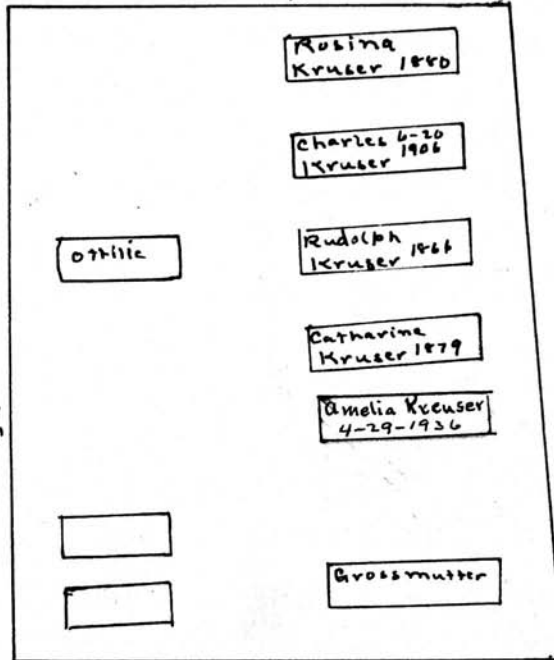 Rosina
Kruser 1880
Charles 6-20
1906
Kruser
Ottilie
Rudolph
Kruser 1866
Catharine
Kruser 1879
Amelia Kreuser
4-29-1936
Grossmutter